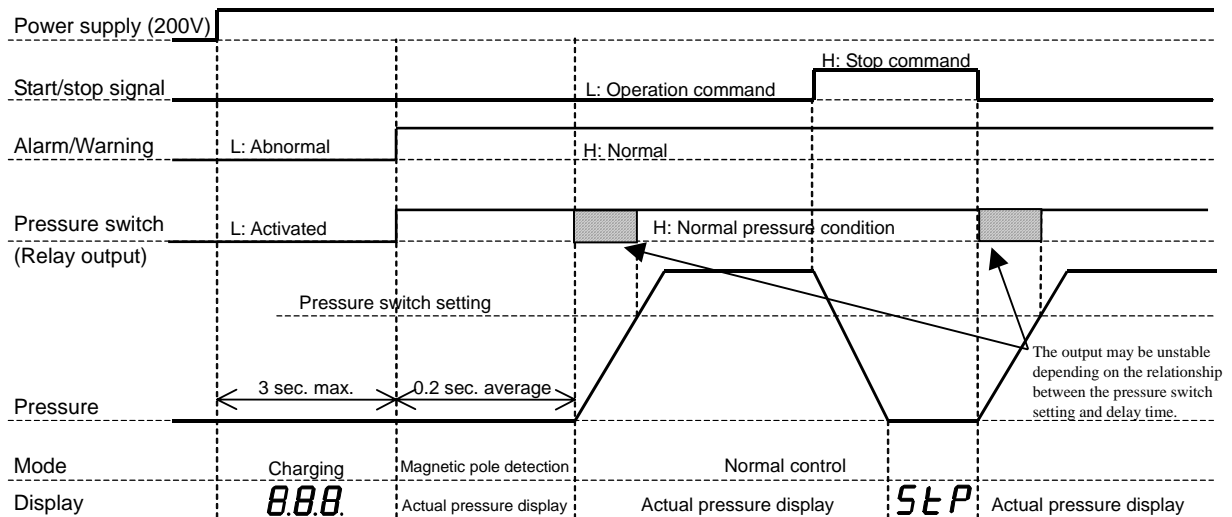 Power supply (200V)
H: Stop command
Start/stop signal
L: Operation command
Alarm/Warning
L: Abnormal
H: Normal
Pressure switch
L: Activated
H: Normal pressure condition
(Relay output)
Pressure switch setting
The output may be unstable
depending on the relationship
between the pressure switch
setting and delay time.
3 sec. max.
0.2 sec. average
Pressure
Mode
Charging
Magnetic pole detection
Normal control
Display
8.8.8.
Actual pressure display
Actual pressure display
StP
Actual pressure display